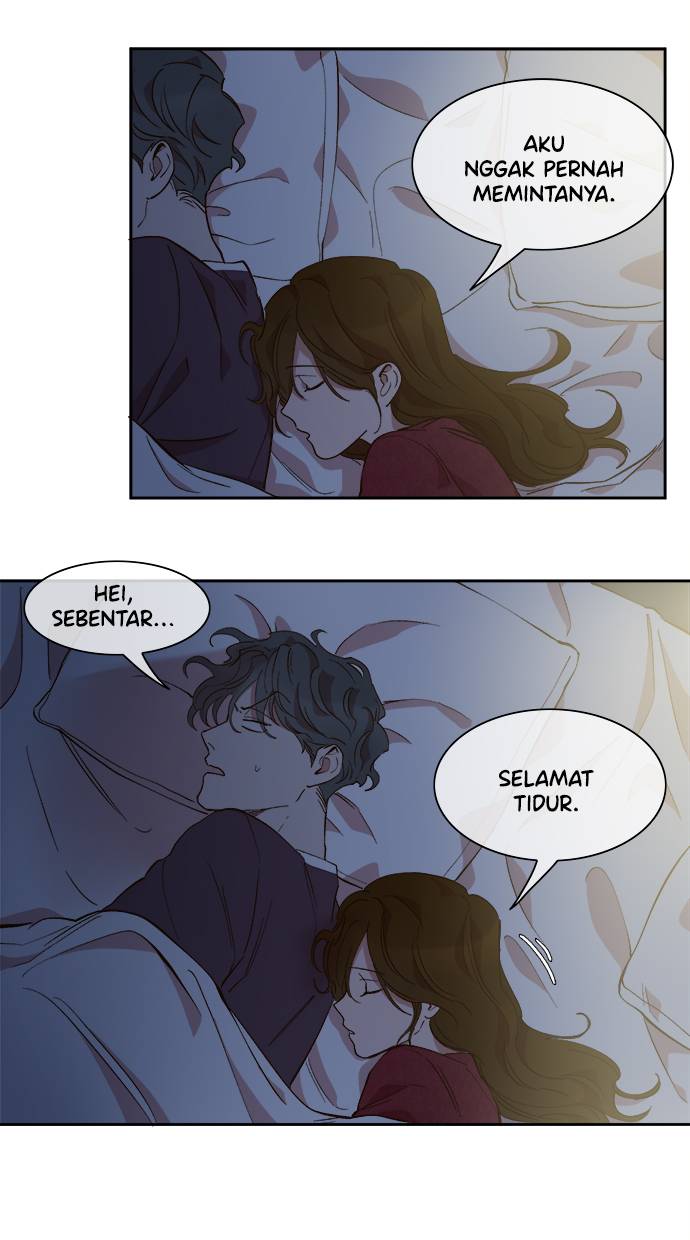 AKU
NGGAK PERNAH
MEMINTANYA.
HEI,
SEBENTAR...
SELAMAT
TIDUR.